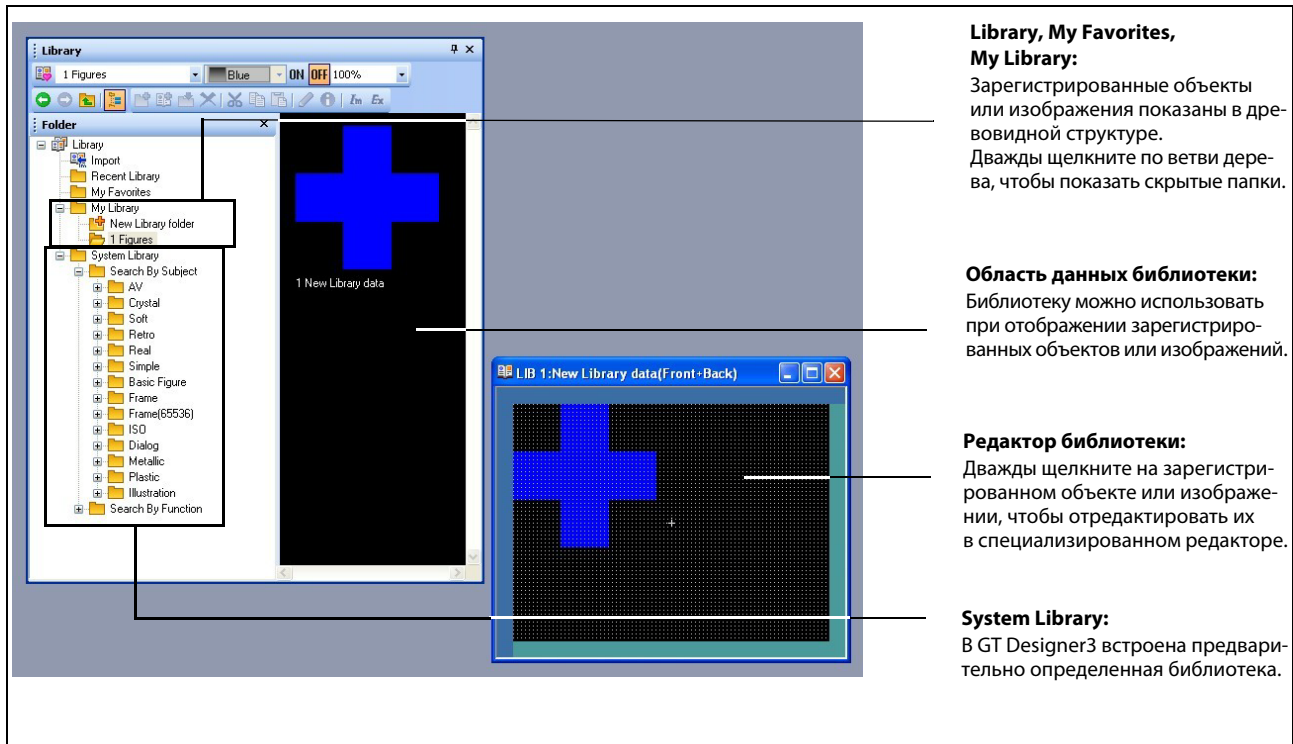 Library
1 Figures
Blue
ON OFF 100%
Im Ex
Folder
Library
Import
Recent Library
My Favorites
My Library
New Library folder
1 Figures
System Library
Search By Subject
AV
Crystal
Soft
Retro
Real
Simple
Basic Figure
Frame
Frame(65536)
ISO
Dialog
Metallic
Plastic
Illustration
Search By Function
1 New Library data
LIB 1:New Library data(Front+Back)
Library, My Favorites,
My Library:
Зарегистрированные объекты
или изображения показаны в дре-
вовидной структуре.
Дважды щелкните по ветви дере-
ва, чтобы показать скрытые папки.
Область данных библиотеки:
Библиотеку можно использовать
при отображении зарегистриро-
ванных объектов или изображений.
Редактор библиотеки:
Дважды щелкните на зарегистри-
рованном объекте или изображе-
нии, чтобы отредактировать их
в специализированном редакторе.
System Library:
В GT Designer3 встроена предвари-
тельно определенная библиотека.